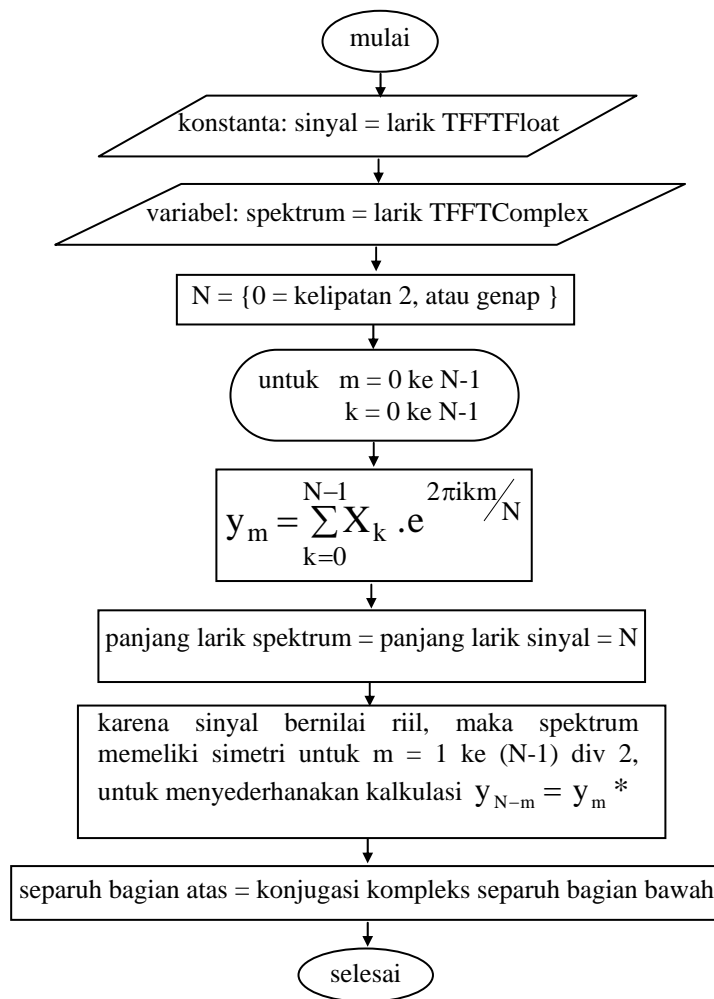 mulai
konstanta: sinyal = larik TFFTFloat
variabel: spektrum = larik TFFTComplex
N = {0 = kelipatan 2, atau genap }
untuk m = 0 ke N-1
k = 0 ke N-1
y_m = ∑_{k=0}^{N−1} X_k .e^{2πikm/N}
panjang larik spektrum = panjang larik sinyal = N
karena sinyal bernilai riil, maka spektrum
memeliki simetri untuk m = 1 ke (N-1) div 2,
untuk menyederhanakan kalkulasi y_{N−m} = y_m *
separuh bagian atas = konjugasi kompleks separuh bagian bawah
selesai